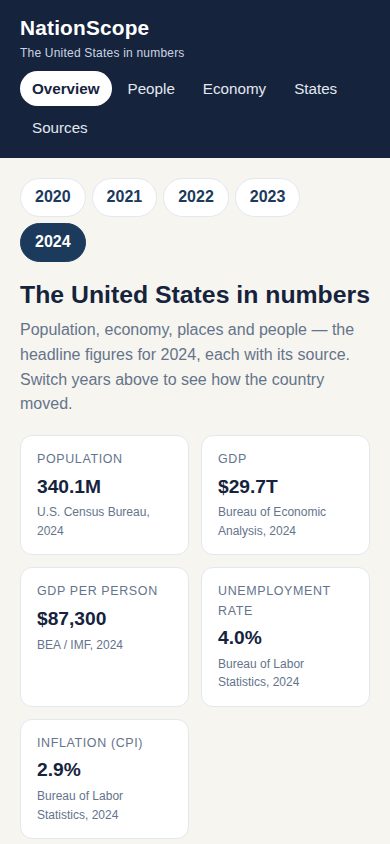 NationScope
The United States in numbers
Overview People Economy States
Sources
2020 2021 2022 2023
2024
The United States in numbers
Population, economy, places and people — the
headline figures for 2024, each with its source.
Switch years above to see how the country
moved.
POPULATION
340.1M
U.S. Census Bureau,
2024
GDP
$29.7T
Bureau of Economic
Analysis, 2024
GDP PER PERSON
$87,300
BEA / IMF, 2024
UNEMPLOYMENT
RATE
4.0%
Bureau of Labor
Statistics, 2024
INFLATION (CPI)
2.9%
Bureau of Labor
Statistics, 2024